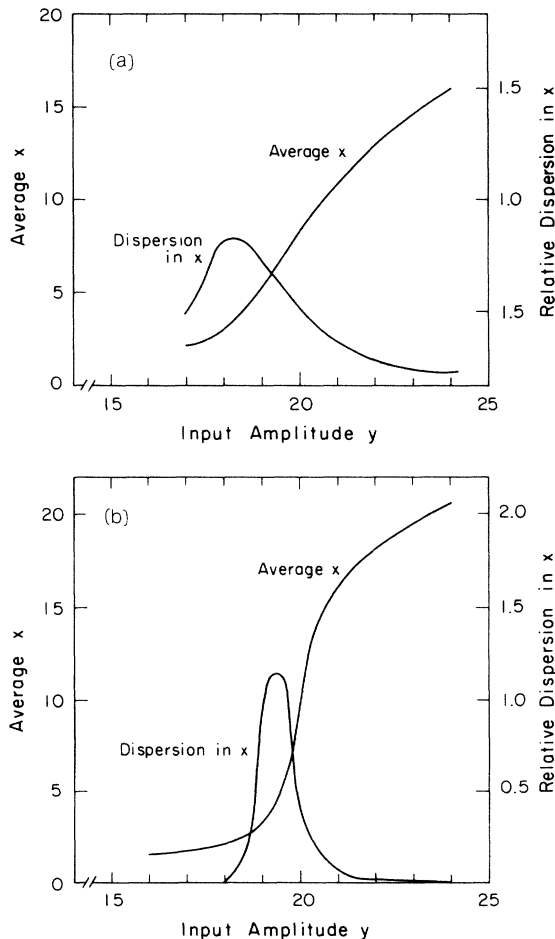 20
(a)
1.5
15
Average x
Average x
10
1.0
Relative Dispersion in x
Dispersion
in x
5
1.5
0
15
20
25
Input Amplitude y
20
(b)
2.0
Average x
15
1.5
Average x
10
1.0
Relative Dispersion in x
Dispersion in x
5
0.5
0
15
20
25
Input Amplitude y